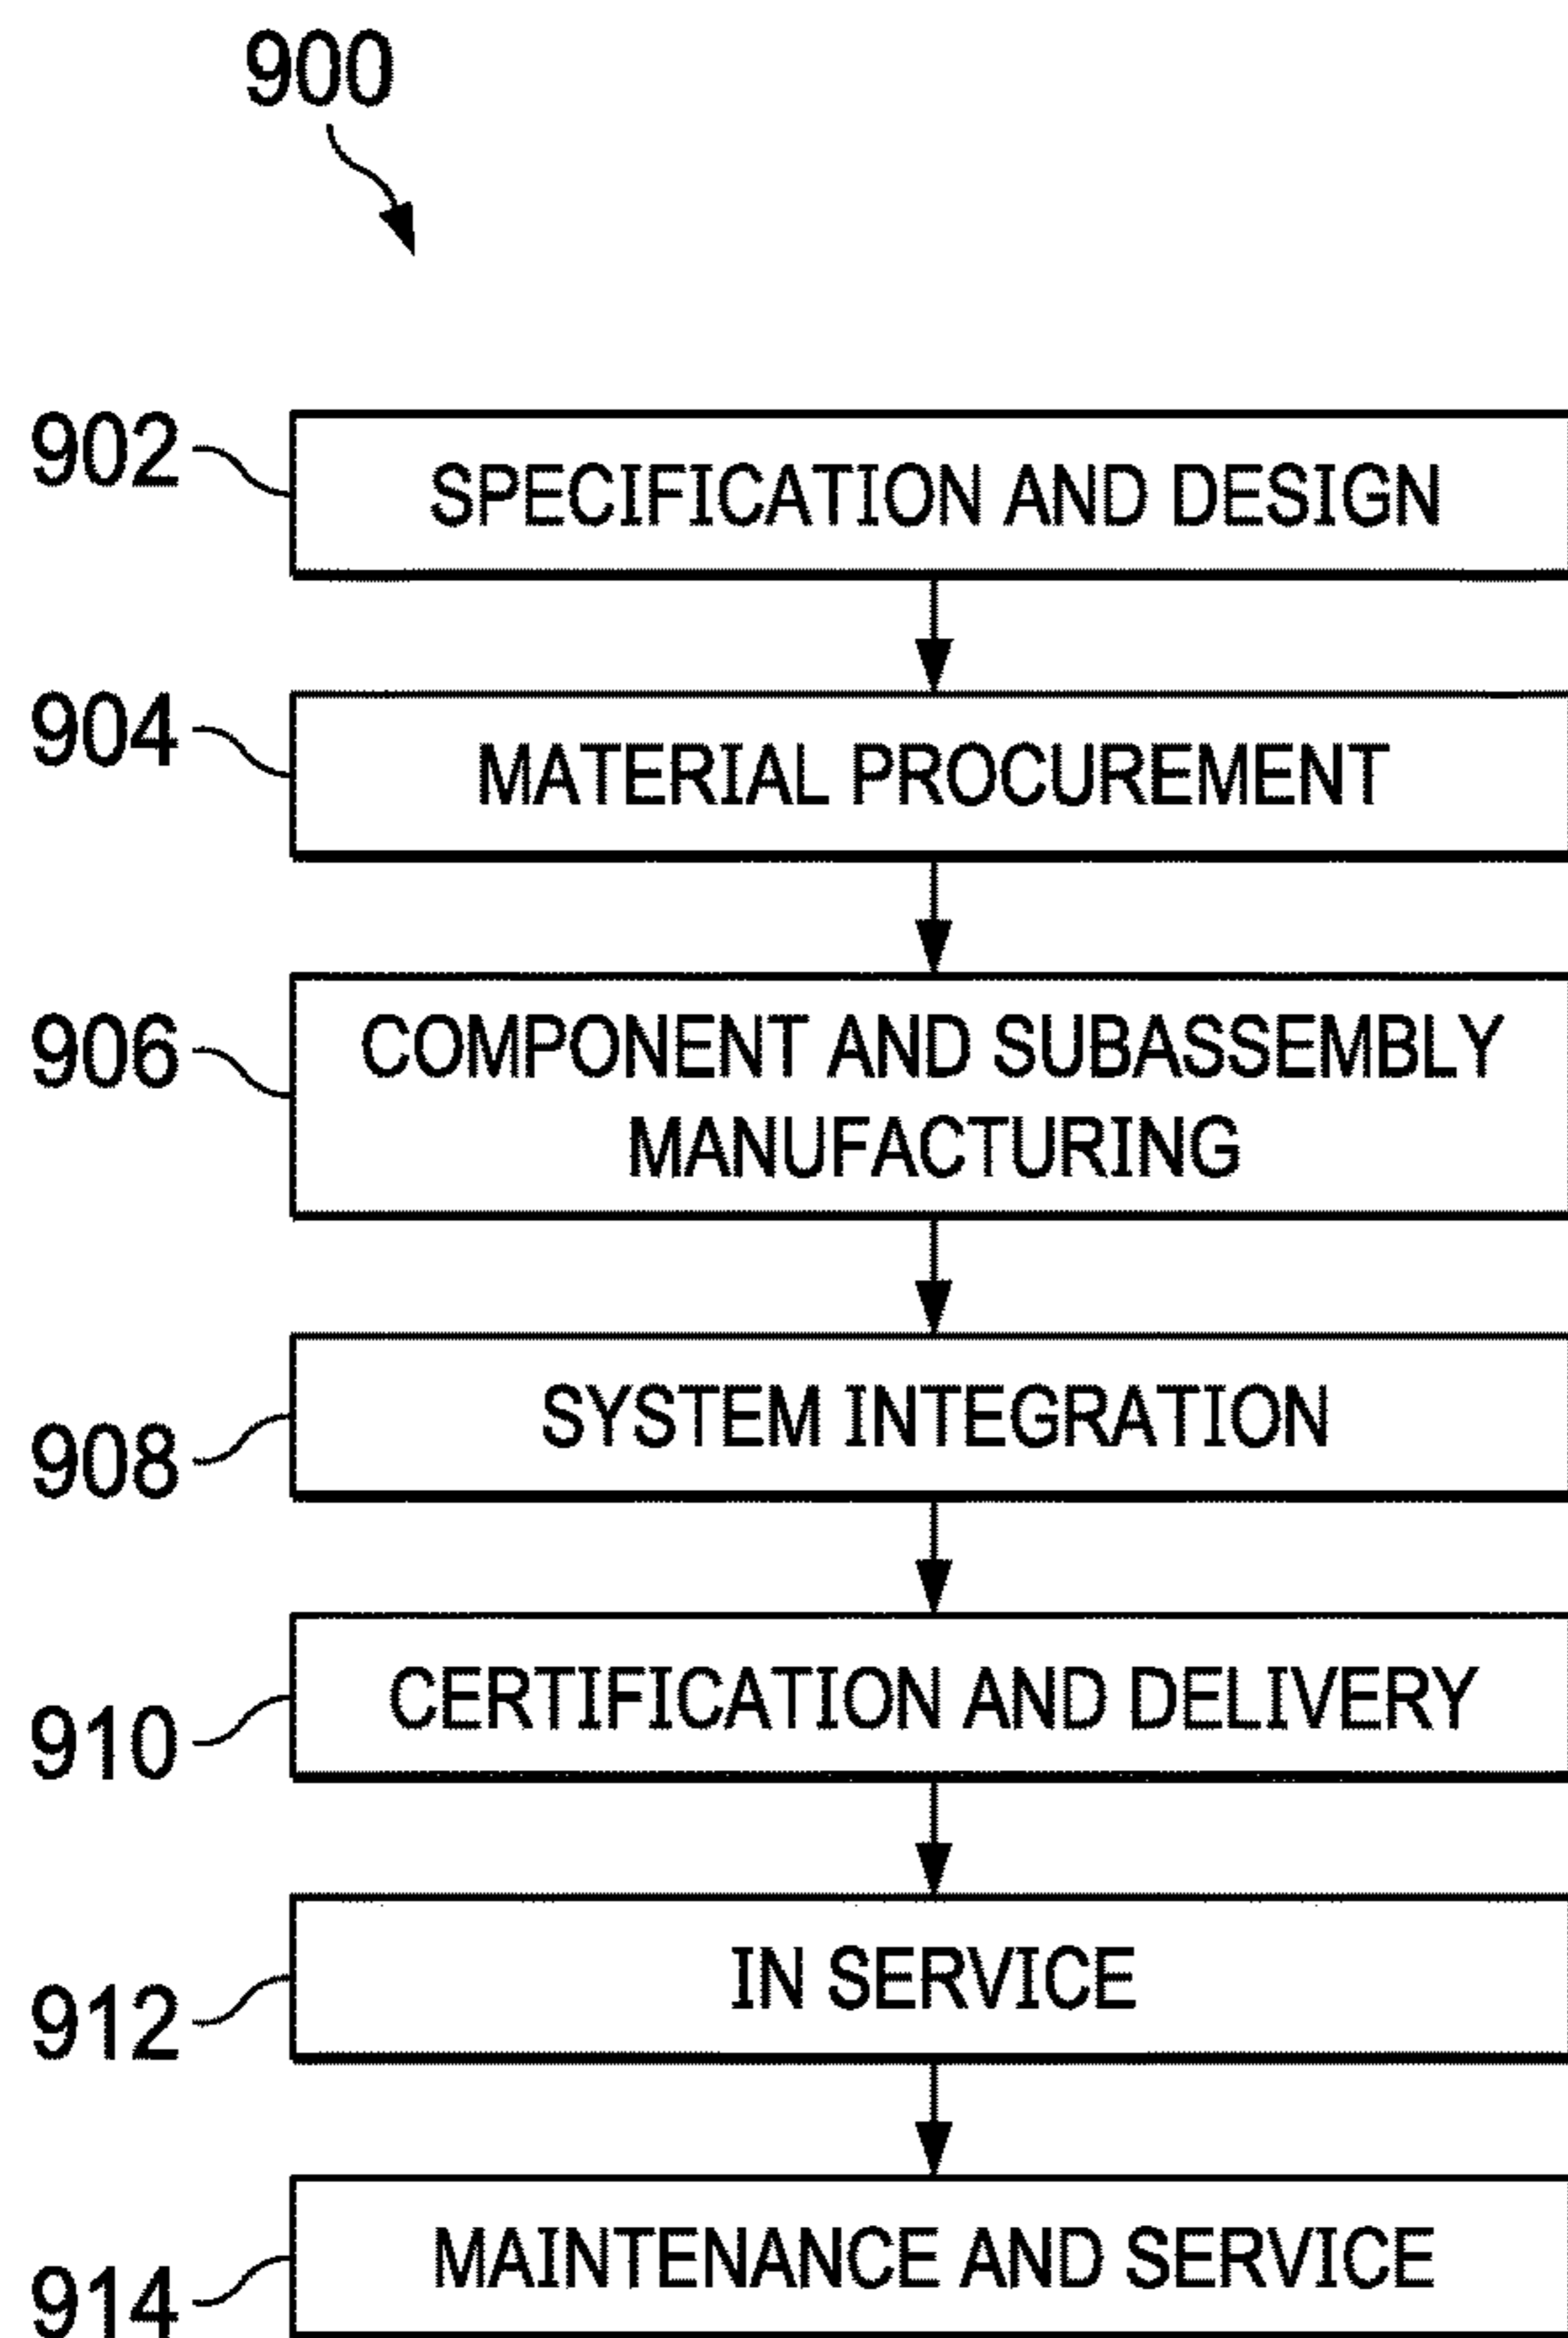 900
902 SPECIFICATION AND DESIGN
904 MATERIAL PROCUREMENT
906 COMPONENT AND SUBASSEMBLY
MANUFACTURING
908 SYSTEM INTEGRATION
910 CERTIFICATION AND DELIVERY
912 IN SERVICE
914 MAINTENANCE AND SERVICE